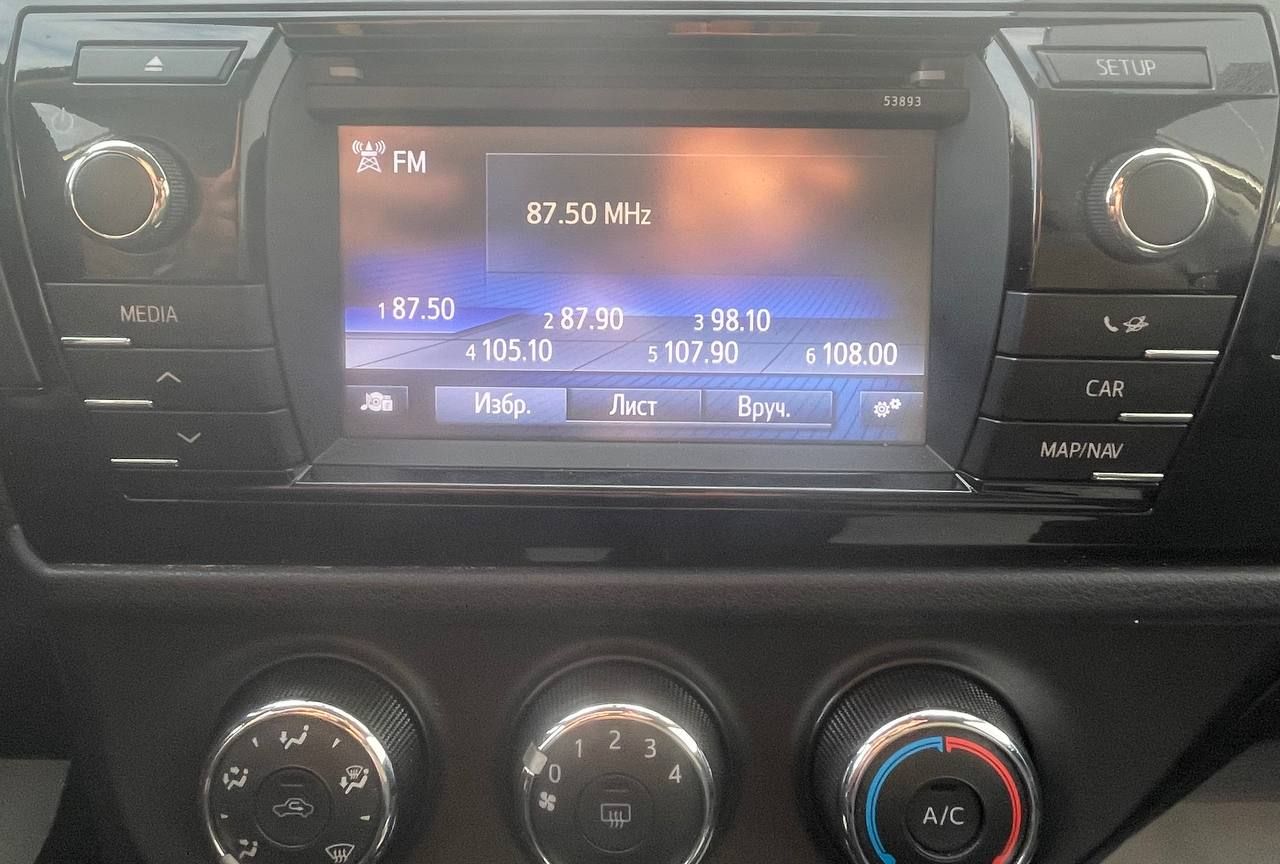 SETUP
53893
FM
87.50 MHz
MEDIA
1 87.50
2 87.90
3 98.10
4 105.10
5 107.90
6 108.00
CAR
Избр.
Лист
Вруч.
MAP/NAV
0 1 2 3 4
A/C